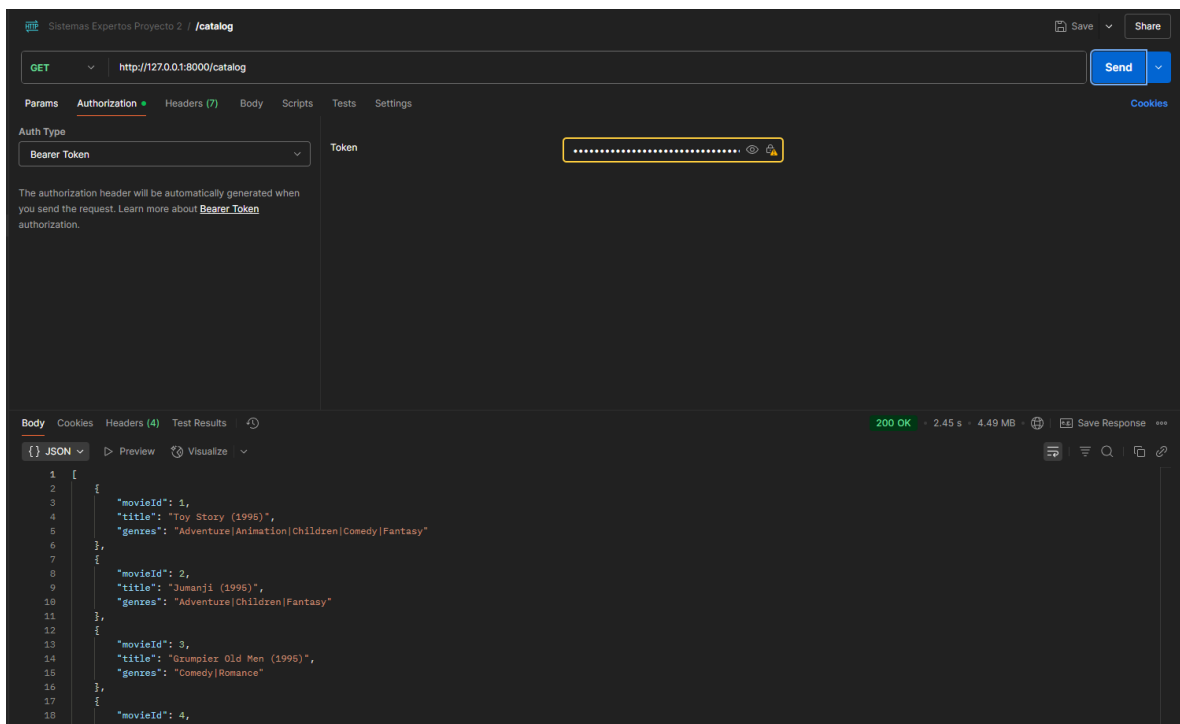 HTTP Sistemas Expertos Proyecto 2 / /catalog Save Share
GET http://127.0.0.1:8000/catalog Send
Params Authorization Headers (7) Body Scripts Tests Settings Cookies
Auth Type
Bearer Token
Token
The authorization header will be automatically generated when
you send the request. Learn more about Bearer Token
authorization.
Body Cookies Headers (4) Test Results 200 OK 2.45 s 4.49 MB Save Response
{} JSON Preview Visualize
1 [
2 {
3 "movieId": 1,
4 "title": "Toy Story (1995)",
5 "genres": "Adventure|Animation|Children|Comedy|Fantasy"
6 },
7 {
8 "movieId": 2,
9 "title": "Jumanji (1995)",
10 "genres": "Adventure|Children|Fantasy"
11 },
12 {
13 "movieId": 3,
14 "title": "Grumpier Old Men (1995)",
15 "genres": "Comedy|Romance"
16 },
17 {
18 "movieId": 4,